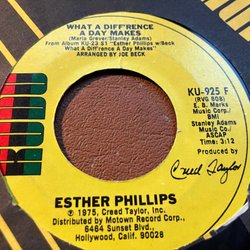 WHAT A DIFF'RENCE
A DAY MAKES
(Maria Grever/Stanley Adams)
From Album KU-23 S1 "Esther Phillips w/Beck
What A Diff'rence A Day Makes"
ARRANGED BY JOE BECK
KUDU
KU-925 F
(RVG 808)
E. B. Marks
Music Corp./
BMI
Stanley Adams
Music Co./
ASCAP
Time: 3:12
Creed Taylor
ESTHER PHILLIPS
℗ 1975, Creed Taylor, Inc.
Distributed by Motown Record Corp.,
6464 Sunset Blvd.,
Hollywood, Calif. 90028